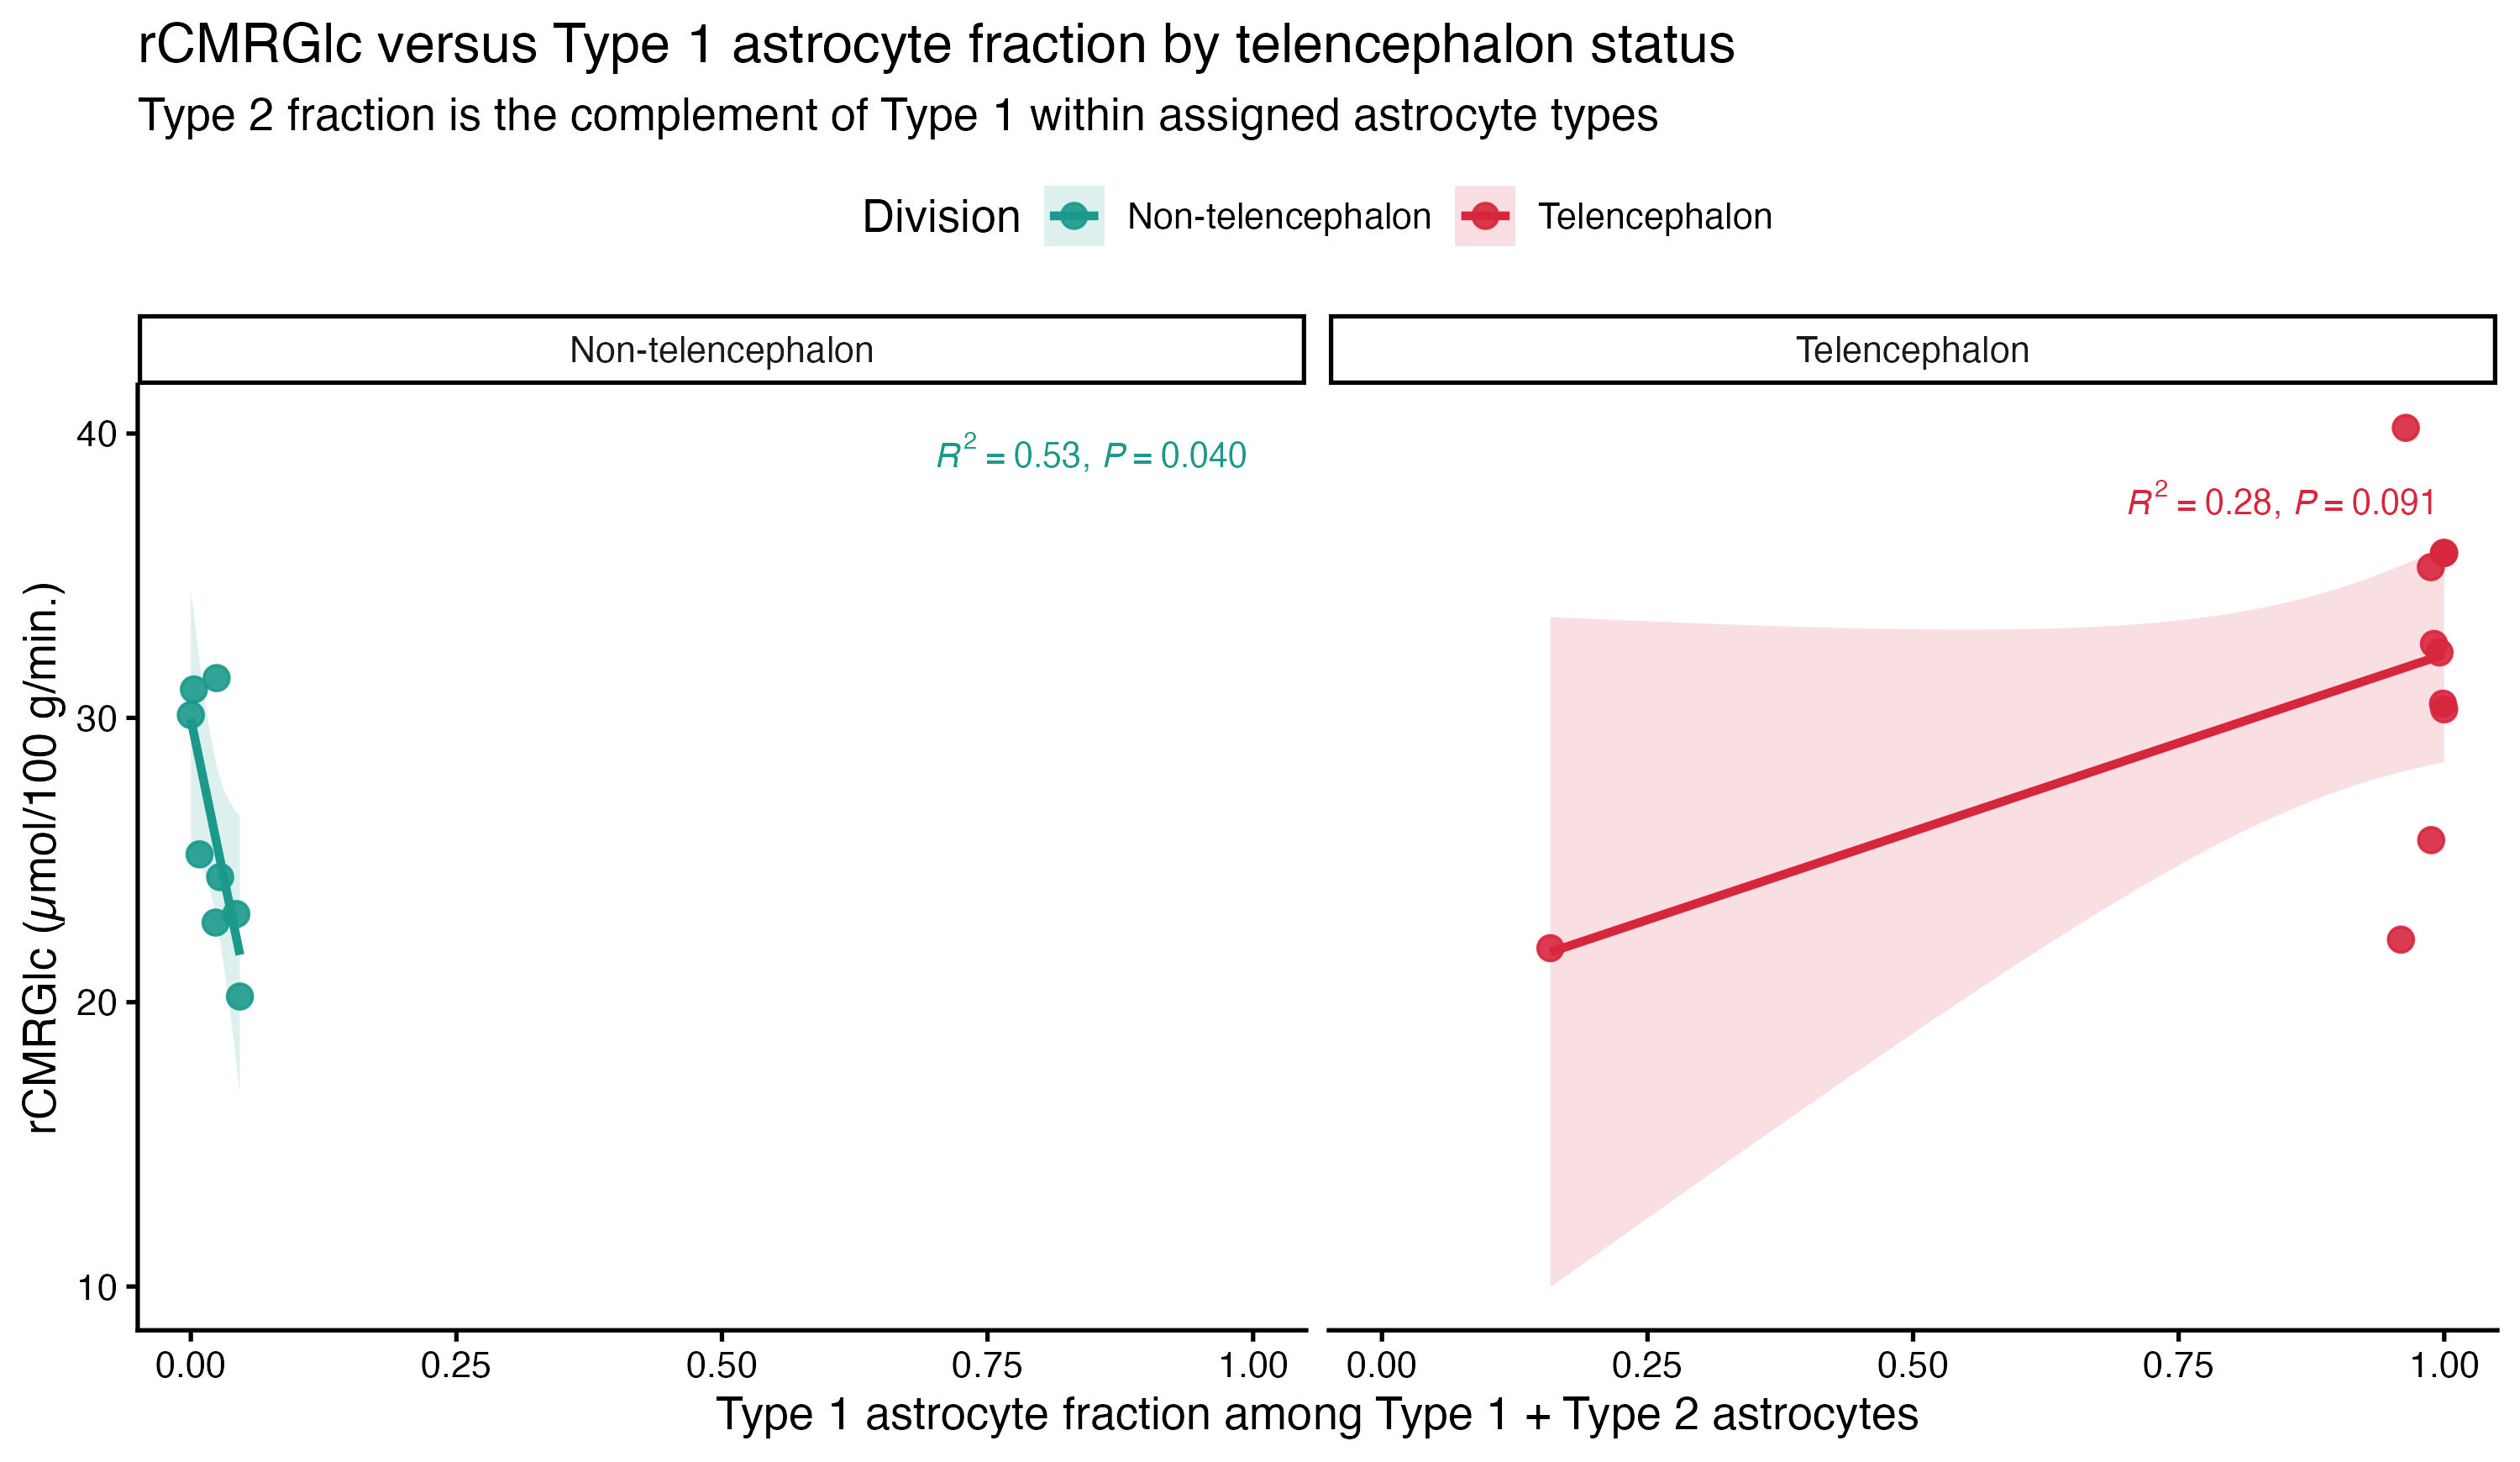 rCMRGlc versus Type 1 astrocyte fraction by telencephalon status
Type 2 fraction is the complement of Type 1 within assigned astrocyte types
Division Non-telencephalon Telencephalon
Non-telencephalon
Telencephalon
R² = 0.53, P = 0.040
R² = 0.28, P = 0.091
rCMRGlc (μmol/100 g/min.)
40
30
20
10
0.00 0.25 0.50 0.75 1.00
0.00 0.25 0.50 0.75 1.00
Type 1 astrocyte fraction among Type 1 + Type 2 astrocytes